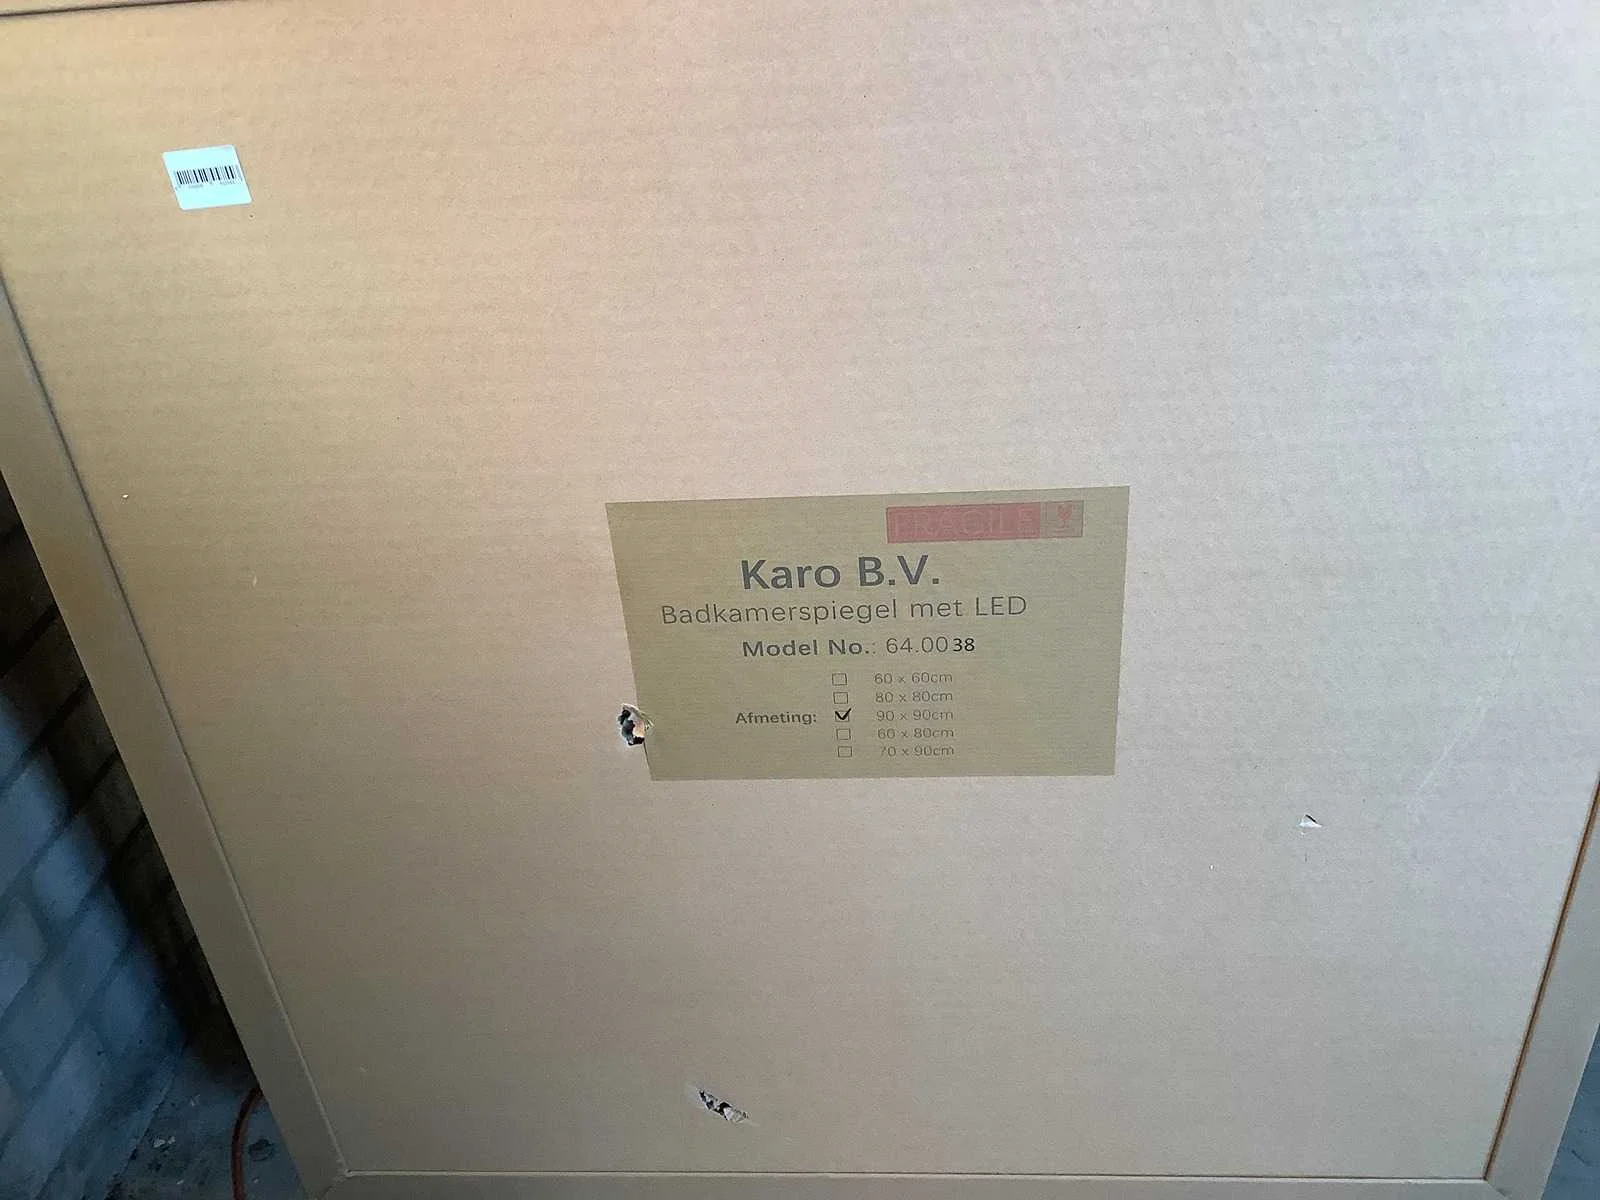 FRAGILE
Karo B.V.
Badkamerspiegel met LED
Model No.: 64.0038
60 x 60cm
80 x 80cm
Afmeting: 90 x 90cm
60 x 80cm
70 x 90cm